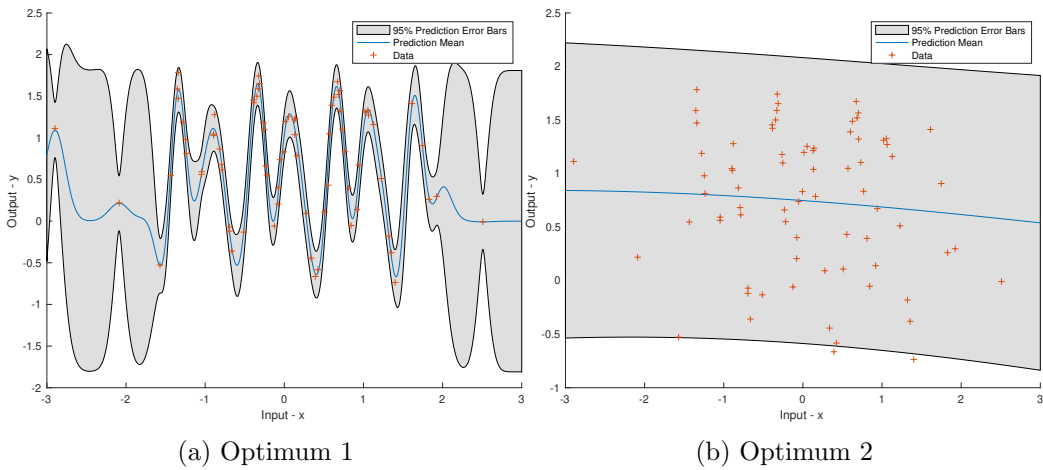 2.5
2
1.5
1
0.5
0
-0.5
-1
-1.5
-2
Output - y
-3
-2
-1
0
1
2
3
Input - x
95% Prediction Error Bars
Prediction Mean
Data
(a) Optimum 1
2.5
2
1.5
1
0.5
0
-0.5
-1
Output - y
-3
-2
-1
0
1
2
3
Input - x
95% Prediction Error Bars
Prediction Mean
Data
(b) Optimum 2